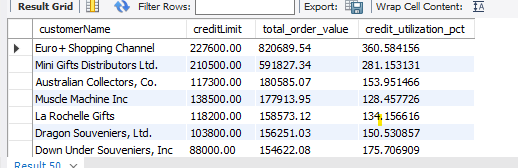 Result Grid Filter Rows: Export: Wrap Cell Content:
customerName creditLimit total_order_value credit_utilization_pct
Euro+ Shopping Channel 227600.00 820689.54 360.584156
Mini Gifts Distributors Ltd. 210500.00 591827.34 281.153131
Australian Collectors, Co. 117300.00 180585.07 153.951466
Muscle Machine Inc 138500.00 177913.95 128.457726
La Rochelle Gifts 118200.00 158573.12 134.156616
Dragon Souveniers, Ltd. 103800.00 156251.03 150.530857
Down Under Souveniers, Inc 88000.00 154622.08 175.706909
Result 50